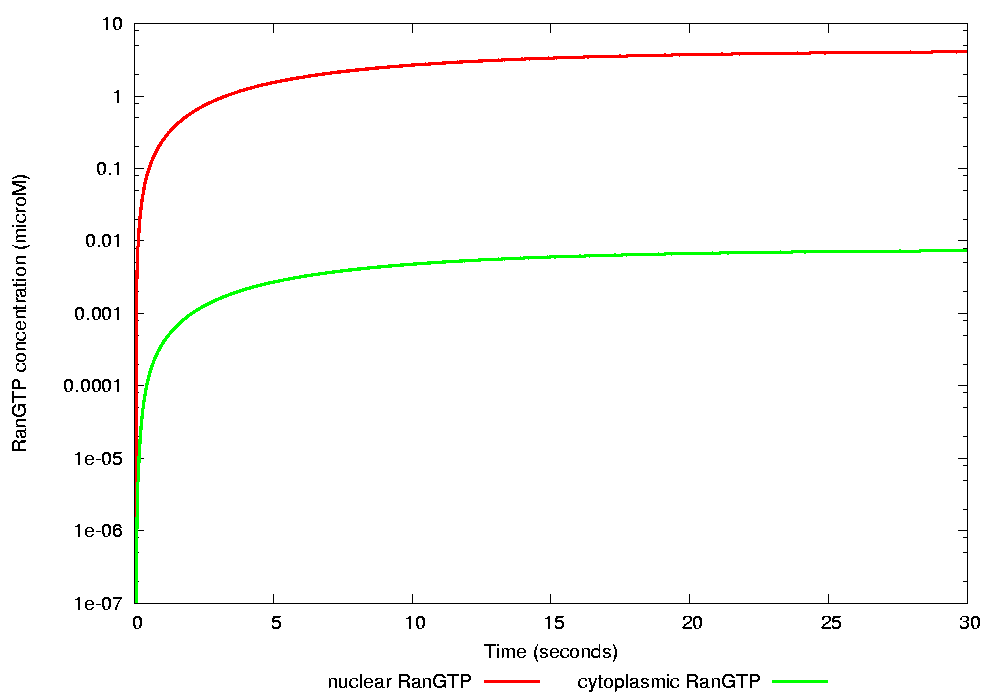 10
1
0.1
0.01
0.001
0.0001
1e-05
1e-06
1e-07
RanGTP concentration (microM)
0 5 10 15 20 25 30
Time (seconds)
nuclear RanGTP cytoplasmic RanGTP